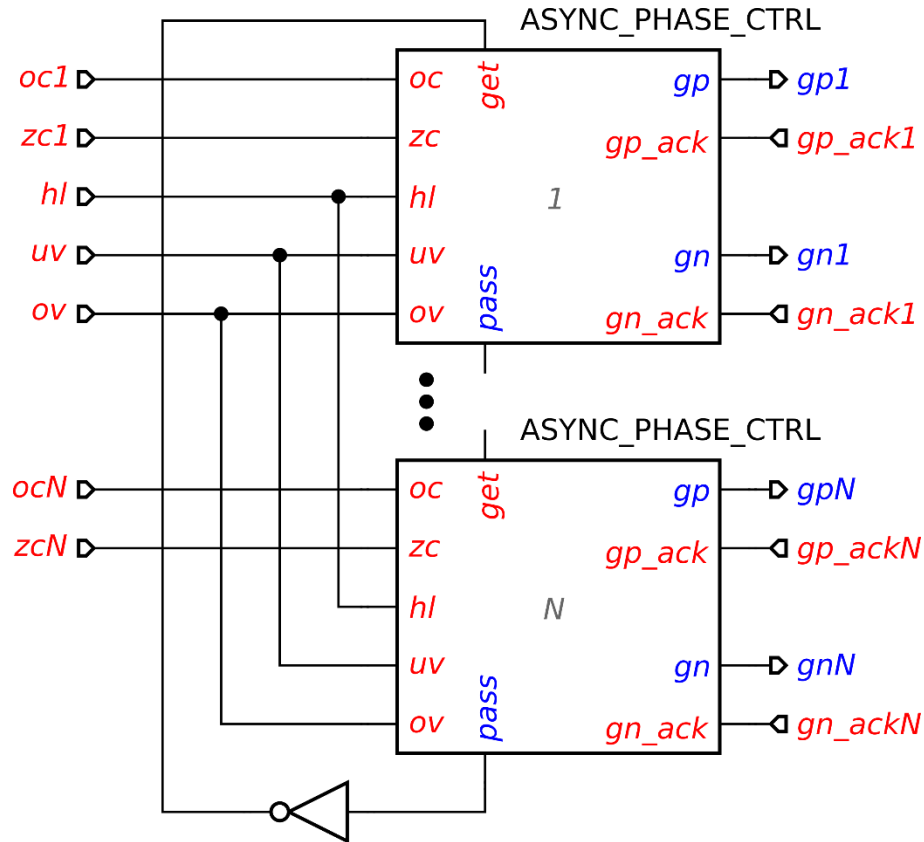 ASYNC_PHASE_CTRL
oc1 oc get gp gp1
zc1 zc gp_ack gp_ack1
hl hl 1
uv uv pass gn gn1
ov ov gn_ack gn_ack1
ASYNC_PHASE_CTRL
ocN oc get gp gpN
zcN zc gp_ack gp_ackN
hl N
uv pass gn gnN
ov gn_ack gn_ackN